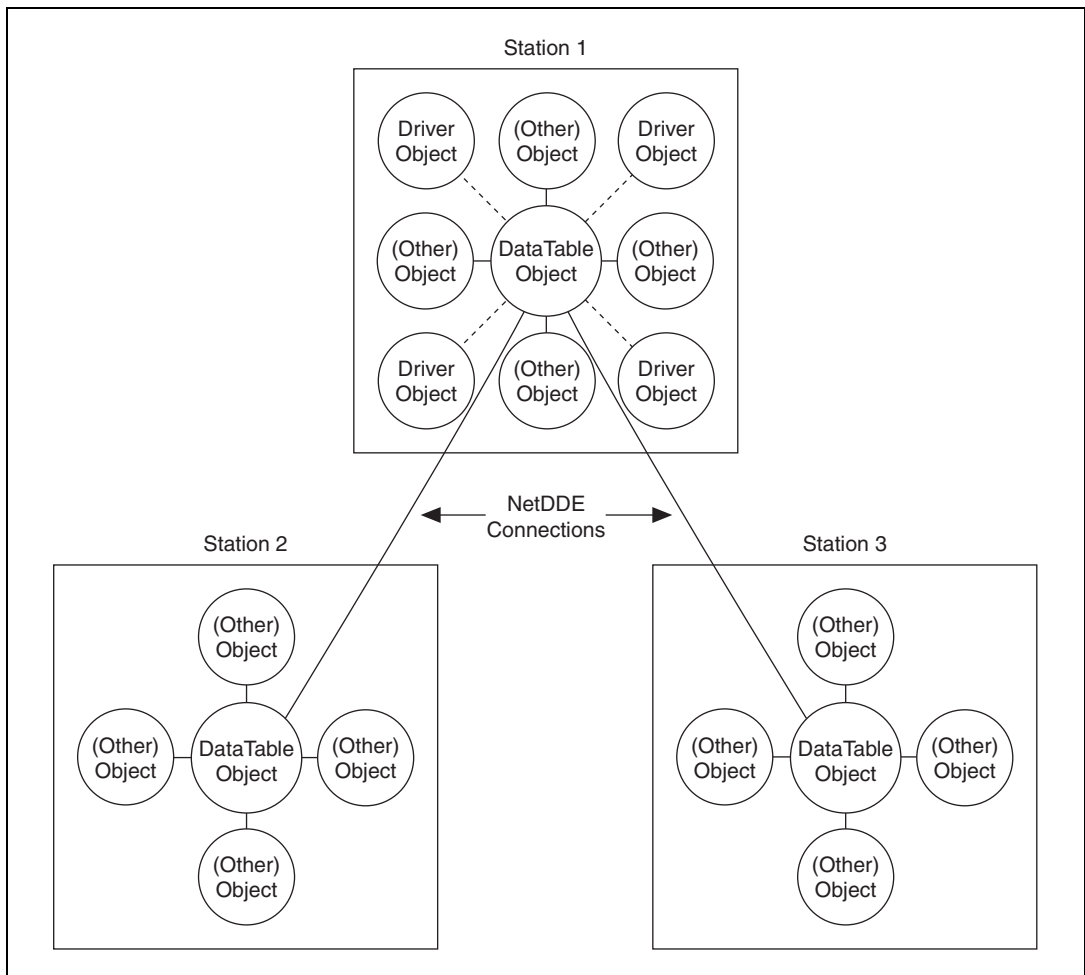 Station 1
Driver
Object
(Other)
Object
Driver
Object
(Other)
Object
DataTable
Object
(Other)
Object
Driver
Object
(Other)
Object
Driver
Object
NetDDE
Connections
Station 2
(Other)
Object
(Other)
Object
DataTable
Object
(Other)
Object
(Other)
Object
Station 3
(Other)
Object
(Other)
Object
DataTable
Object
(Other)
Object
(Other)
Object